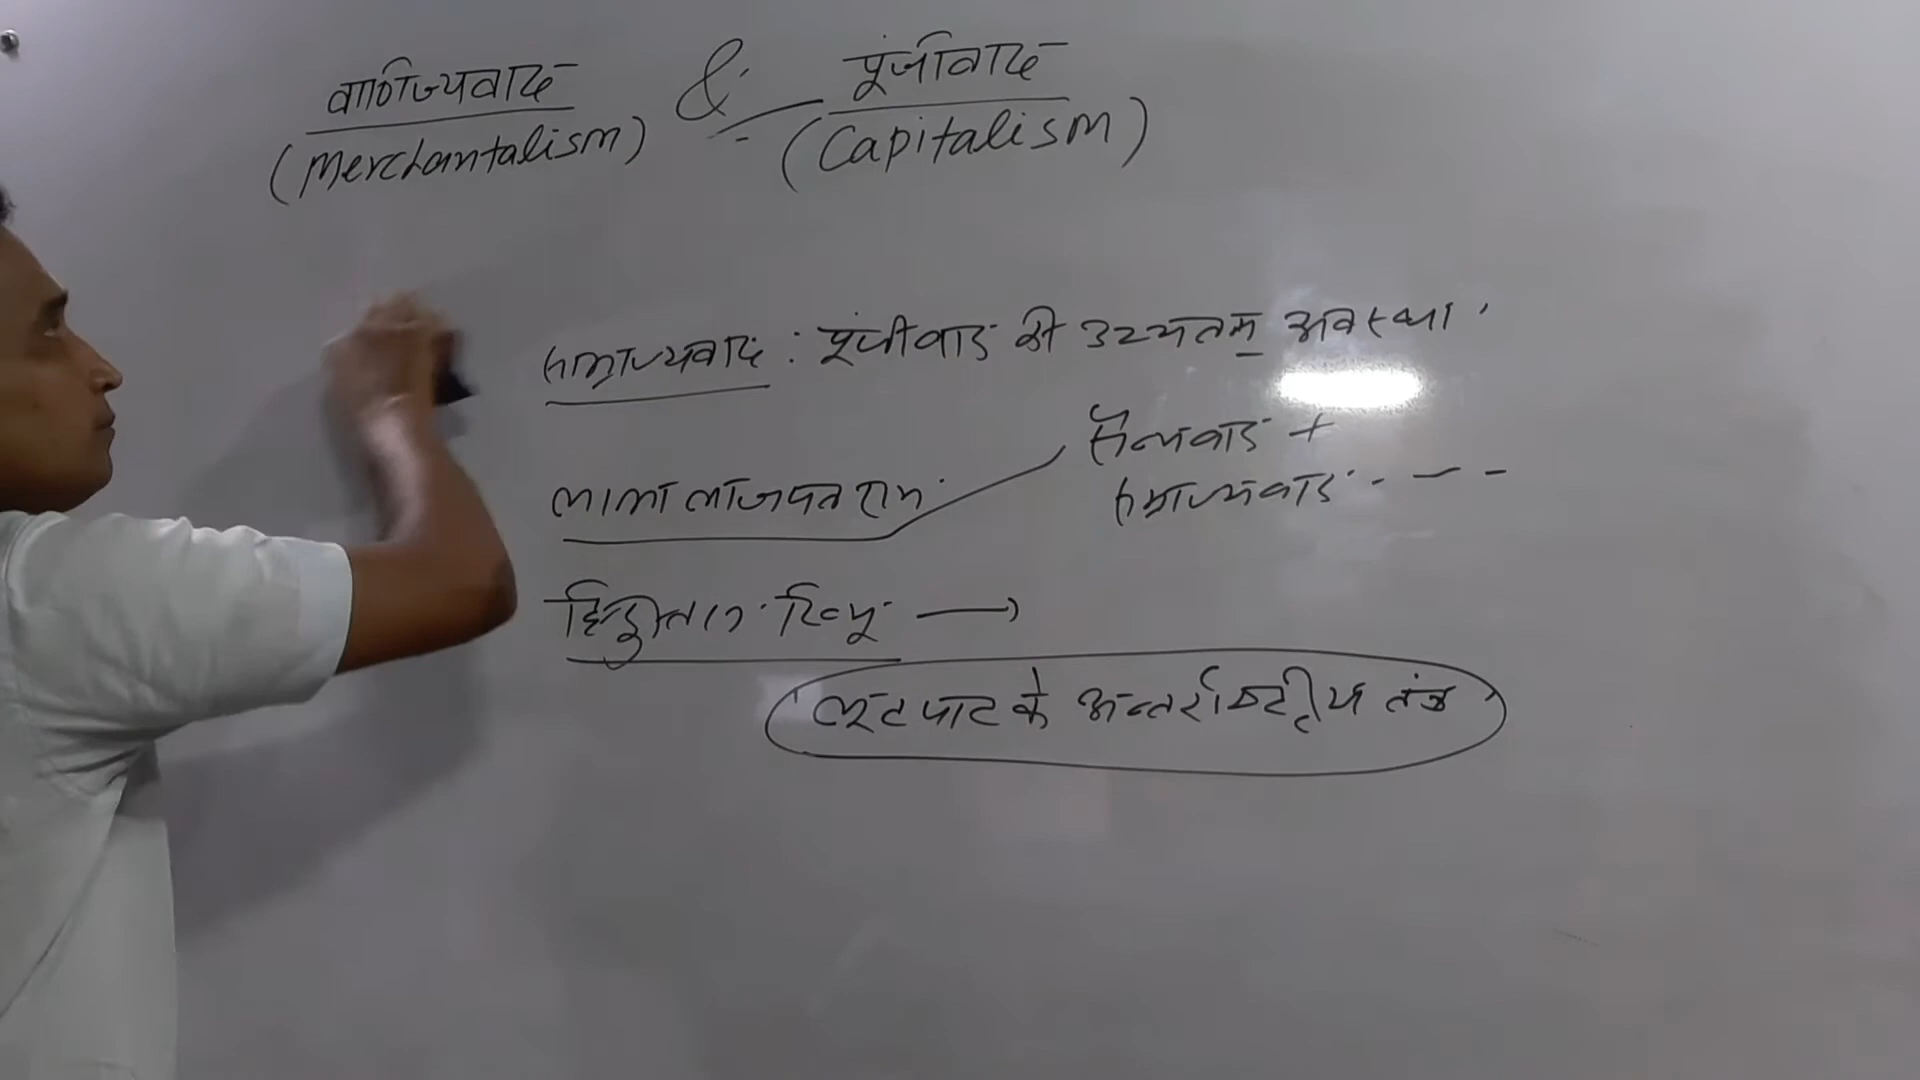 वाणिज्यवाद & पूंजीवाद
(Merchantalism) (Capitalism)
साम्राज्यवाद : पूंजीवाद की उच्चतम अवस्था
सैन्यवाद +
लाला लाजपत राय साम्राज्यवाद - - -
हिन्दुस्तान रिव्यू →
लूटपाट के अन्तर्राष्ट्रीय तंत्र